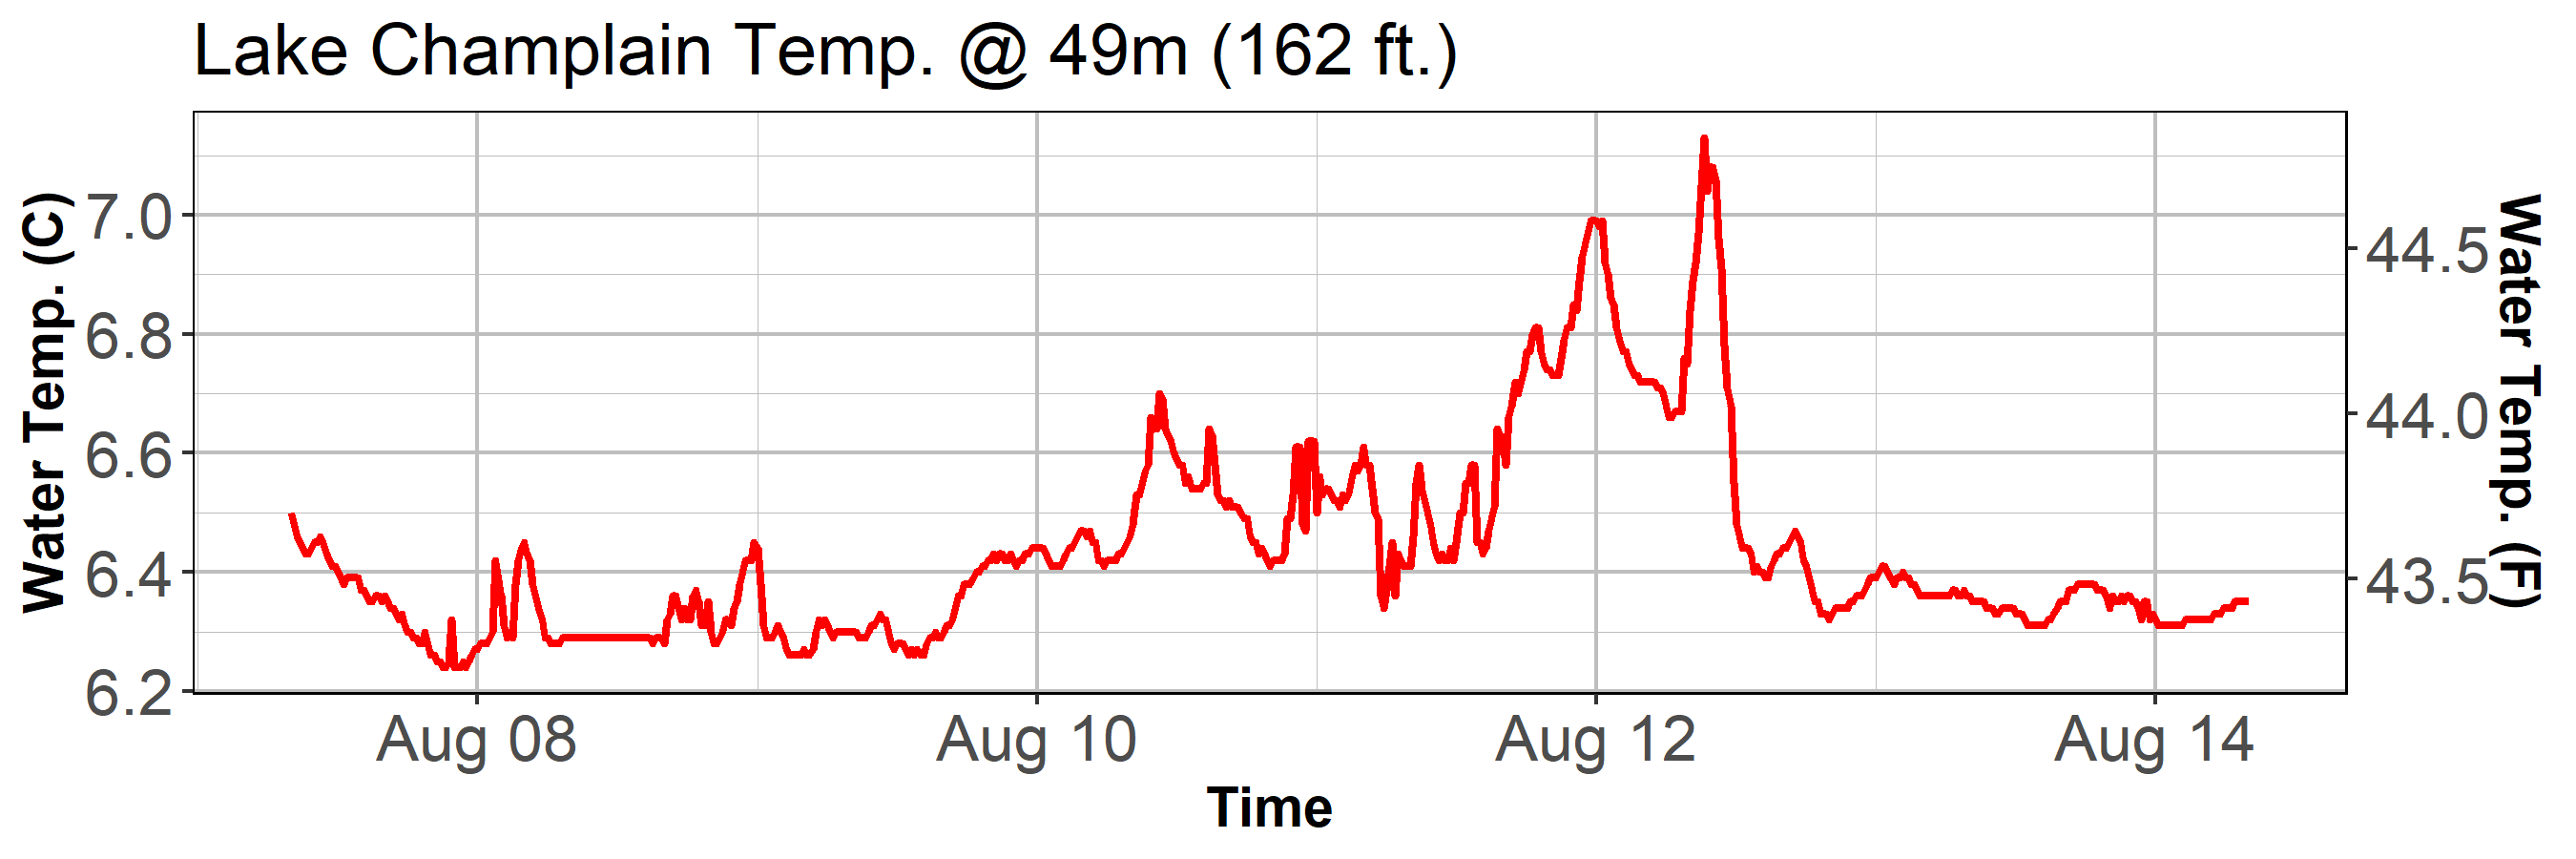 Lake Champlain Temp. @ 49m (162 ft.)
Water Temp. (C)
7.0
6.8
6.6
6.4
6.2
44.5
44.0
43.5
Water Temp. (F)
Aug 08
Aug 10
Aug 12
Aug 14
Time